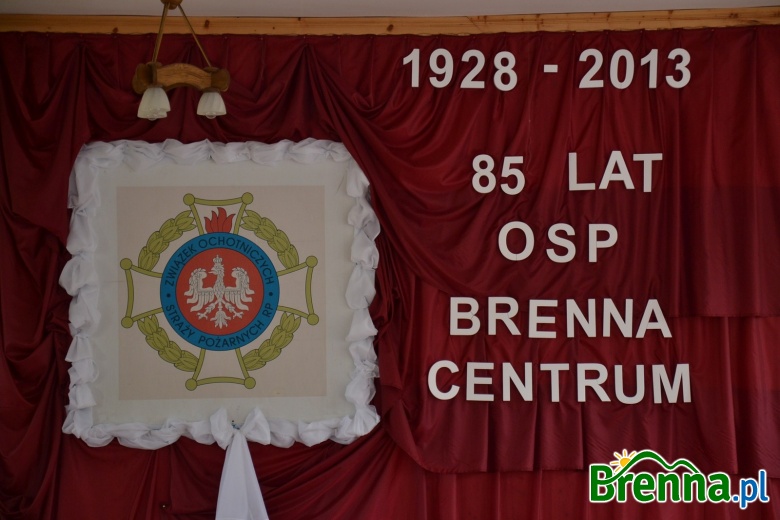 1928 - 2013
85 LAT
OSP
BRENNA
CENTRUM
ZWIĄZEK OCHOTNICZYCH
STRAŻY POŻARNYCH RP
Brenna.pl